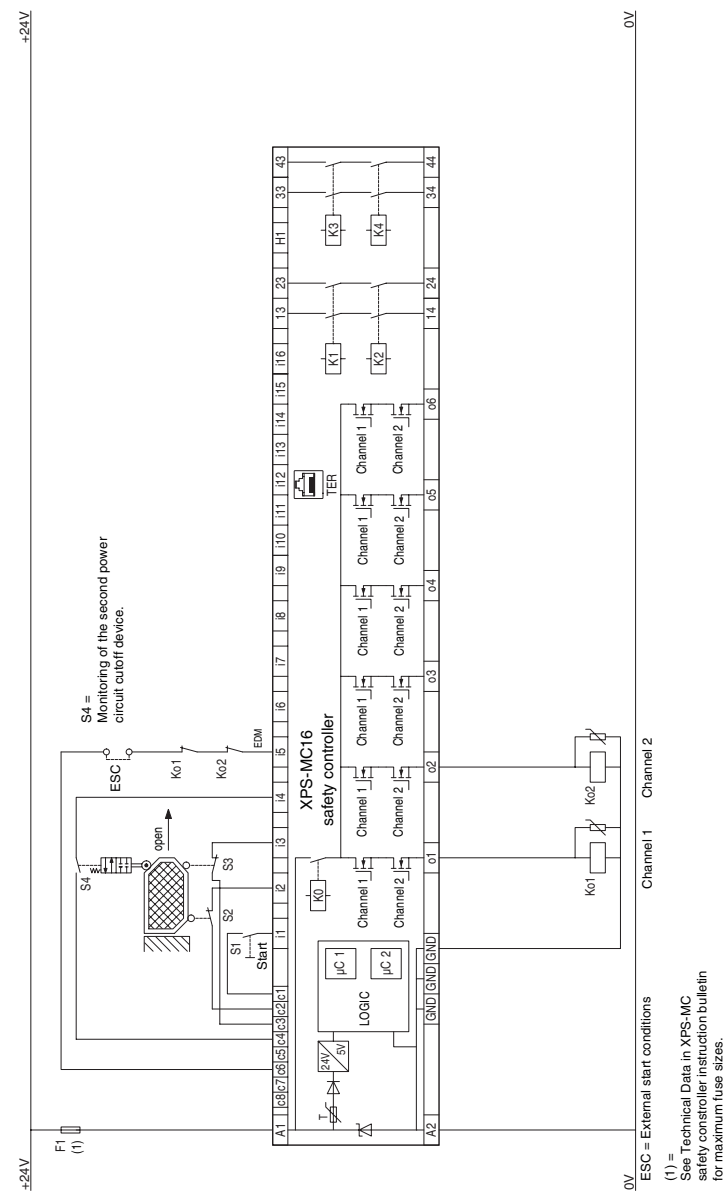 +24V
+24V
F1
(1)
S4 =
Monitoring of the second power
circuit cutoff device.
S4
open
S3
S2
S1
Start
ESC
Ko1
Ko2
EDM
A1
c8
c7
c6
c5
c4
c3
c2
c1
i1
i2
i3
i4
i5
i6
i7
i8
i9
i10
i11
i12
i13
i14
i15
i16
13
23
H1
33
43
T
24V
5V
LOGIC
µC 1
µC 2
K0
XPS-MC16
safety controller
TER
K1
K2
K3
K4
Channel 1
Channel 2
Channel 1
Channel 2
Channel 1
Channel 2
Channel 1
Channel 2
Channel 1
Channel 2
Channel 1
Channel 2
A2
GND
GND
GND
o1
o2
o3
o4
o5
o6
14
24
34
44
Ko1
Ko2
0V
0V
Channel 1
Channel 2
ESC = External start conditions
(1) =
See Technical Data in XPS-MC
safety constroller instruction bulletin
for maximum fuse sizes.